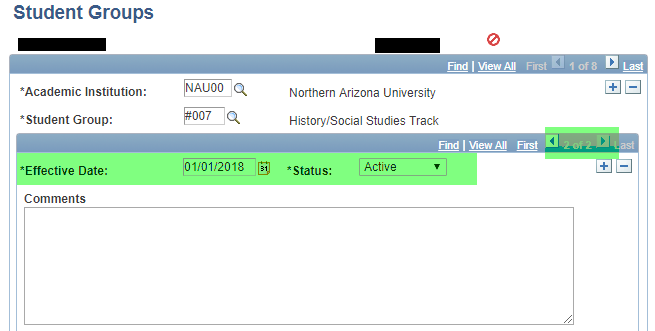 Student Groups
Find | View All First 1 of 8 Last
*Academic Institution: NAU00 Northern Arizona University
*Student Group: #007 History/Social Studies Track
Find | View All First 2 of 2 Last
*Effective Date: 01/01/2018 31 *Status: Active
Comments